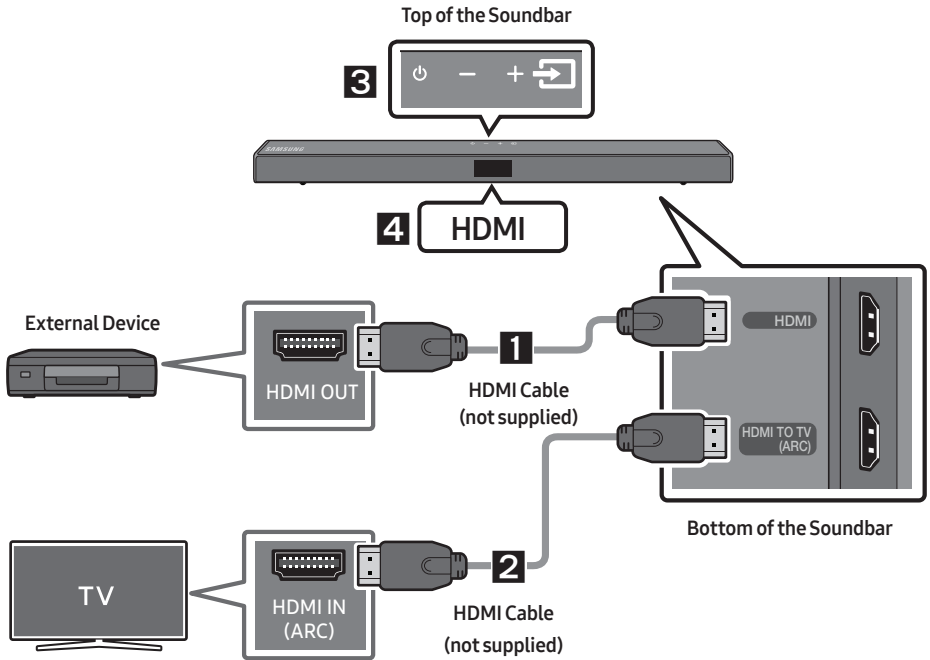 Top of the Soundbar
3
SAMSUNG
4
HDMI
External Device
HDMI OUT
1
HDMI Cable
(not supplied)
HDMI
HDMI TO TV
(ARC)
Bottom of the Soundbar
TV
HDMI IN
(ARC)
2
HDMI Cable
(not supplied)